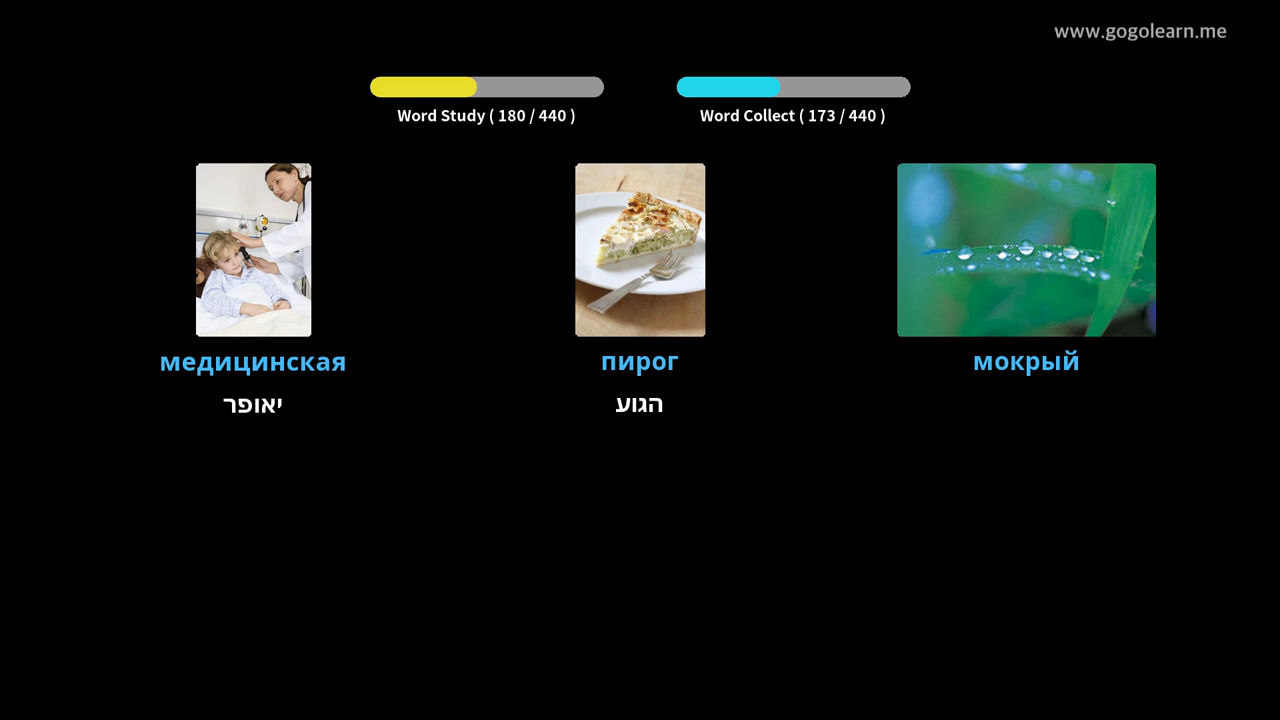 www.gogolearn.me
Word Study ( 180 / 440 )
Word Collect ( 173 / 440 )
медицинская
пирог
мокрый
יאופר
הגוע